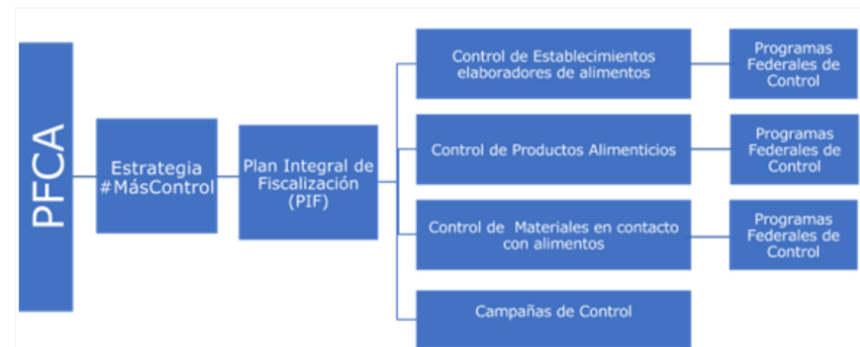 PFCA
Estrategia
#MásControl
Plan Integral de
Fiscalización
(PIF)
Control de Establecimientos
elaboradores de alimentos
Programas
Federales de
Control
Control de Productos Alimenticios
Programas
Federales de
Control
Control de Materiales en contacto
con alimentos
Programas
Federales de
Control
Campañas de Control